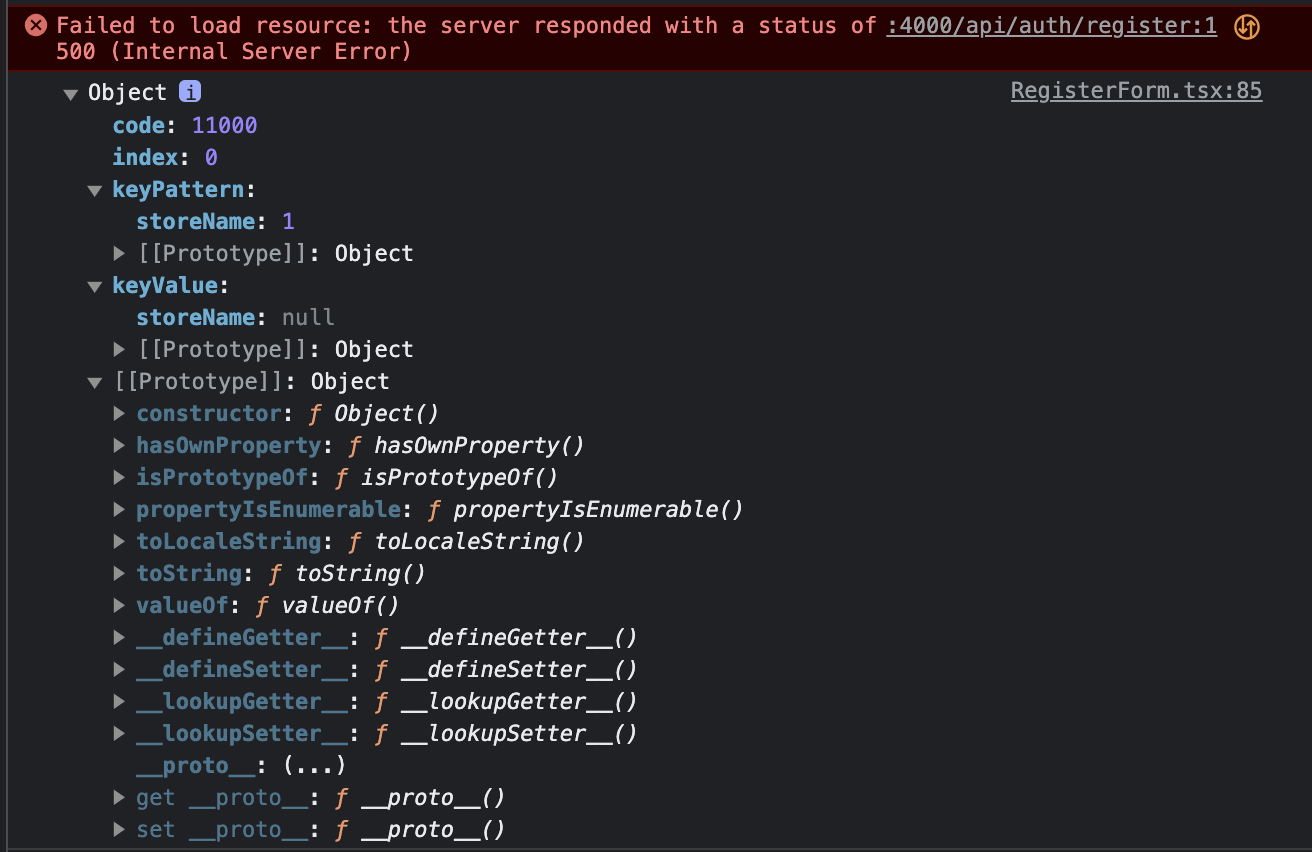 Failed to load resource: the server responded with a status of :4000/api/auth/register:1
500 (Internal Server Error)
Object i RegisterForm.tsx:85
code: 11000
index: 0
keyPattern:
storeName: 1
[[Prototype]]: Object
keyValue:
storeName: null
[[Prototype]]: Object
[[Prototype]]: Object
constructor: ƒ Object()
hasOwnProperty: ƒ hasOwnProperty()
isPrototypeOf: ƒ isPrototypeOf()
propertyIsEnumerable: ƒ propertyIsEnumerable()
toLocaleString: ƒ toLocaleString()
toString: ƒ toString()
valueOf: ƒ valueOf()
__defineGetter__: ƒ __defineGetter__()
__defineSetter__: ƒ __defineSetter__()
__lookupGetter__: ƒ __lookupGetter__()
__lookupSetter__: ƒ __lookupSetter__()
__proto__: (...)
get __proto__: ƒ __proto__()
set __proto__: ƒ __proto__()